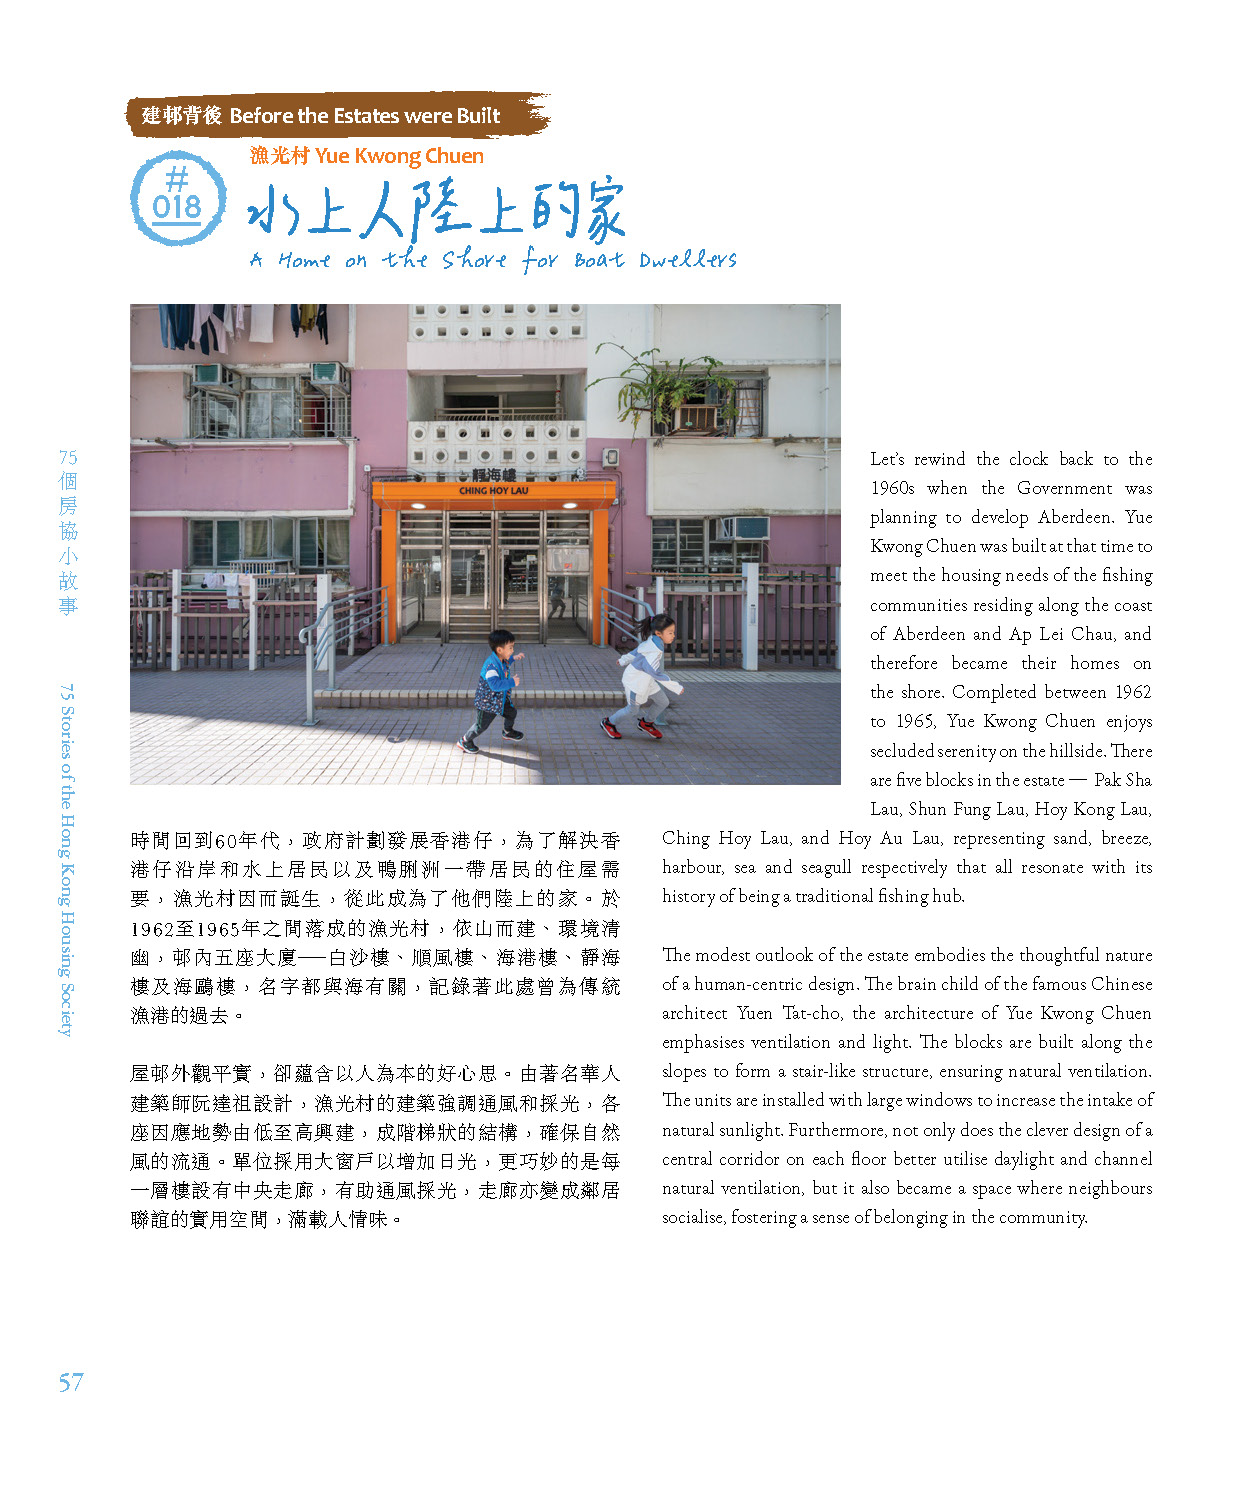 建邨背後 Before the Estates were Built
漁光村 Yue Kwong Chuen
#
018
水上人陸上的家
A Home on the Shore for Boat Dwellers
靜海樓
CHING HOY LAU
Let's rewind the clock back to the
1960s when the Government was
planning to develop Aberdeen. Yue
Kwong Chuen was built at that time to
meet the housing needs of the fishing
communities residing along the coast
of Aberdeen and Ap Lei Chau, and
therefore became their homes on
the shore. Completed between 1962
to 1965, Yue Kwong Chuen enjoys
secluded serenity on the hillside. There
are five blocks in the estate — Pak Sha
Lau, Shun Fung Lau, Hoy Kong Lau,
Ching Hoy Lau, and Hoy Au Lau, representing sand, breeze,
harbour, sea and seagull respectively that all resonate with its
history of being a traditional fishing hub.
The modest outlook of the estate embodies the thoughtful nature
of a human-centric design. The brain child of the famous Chinese
architect Yuen Tat-cho, the architecture of Yue Kwong Chuen
emphasises ventilation and light. The blocks are built along the
slopes to form a stair-like structure, ensuring natural ventilation.
The units are installed with large windows to increase the intake of
natural sunlight. Furthermore, not only does the clever design of a
central corridor on each floor better utilise daylight and channel
natural ventilation, but it also became a space where neighbours
socialise, fostering a sense of belonging in the community.
時間回到60年代，政府計劃發展香港仔，為了解決香
港仔沿岸和水上居民以及鴨脷洲一帶居民的住屋需
要，漁光村因而誕生，從此成為了他們陸上的家。於
1962至1965年之間落成的漁光村，依山而建、環境清
幽，邨內五座大廈——白沙樓、順風樓、海港樓、靜海
樓及海鷗樓，名字都與海有關，記錄著此處曾為傳統
漁港的過去。
屋邨外觀平實，卻蘊含以人為本的好心思。由著名華人
建築師阮達祖設計，漁光村的建築強調通風和採光，各
座因應地勢由低至高興建，成階梯狀的結構，確保自然
風的流通。單位採用大窗戶以增加日光，更巧妙的是每
一層樓設有中央走廊，有助通風採光，走廊亦變成鄰居
聯誼的實用空間，滿載人情味。
75個房協小故事
75 Stories of the Hong Kong Housing Society
57